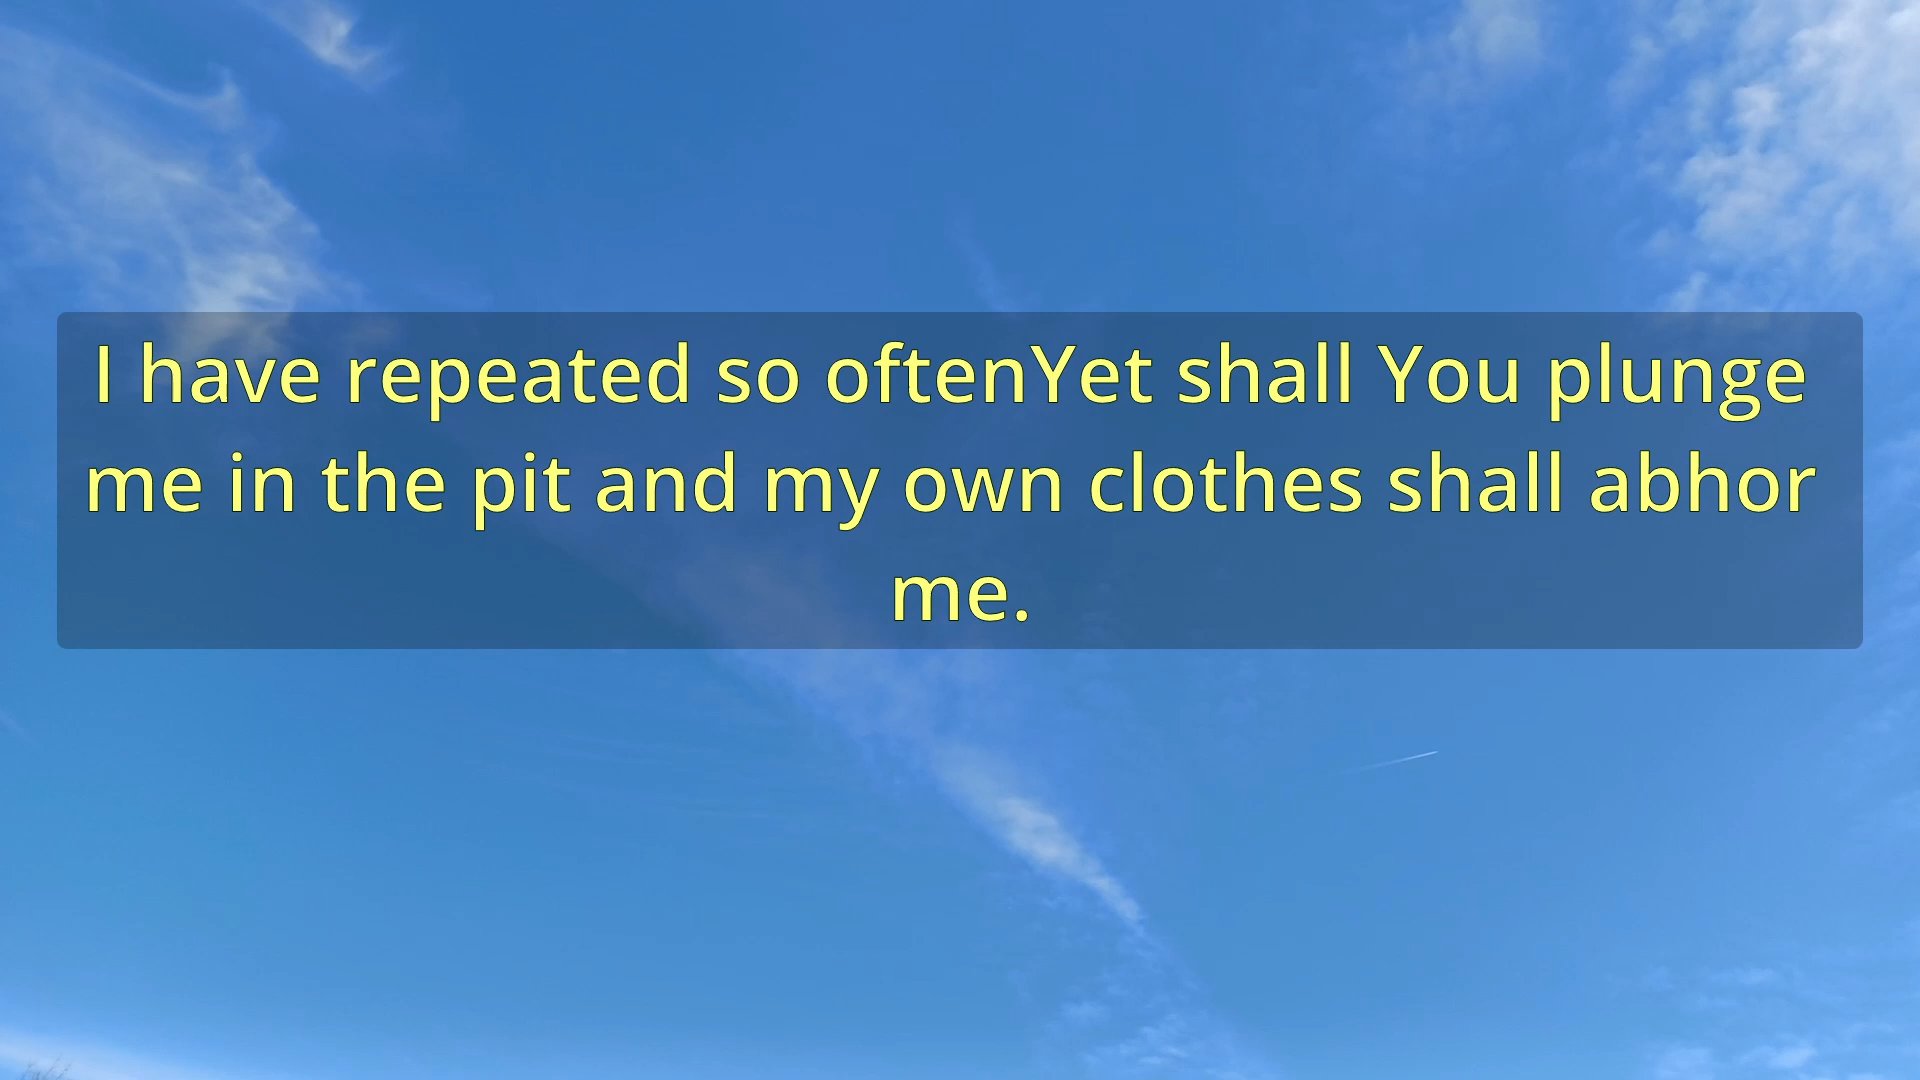 I have repeated so oftenYet shall You plunge
me in the pit and my own clothes shall abhor
me.